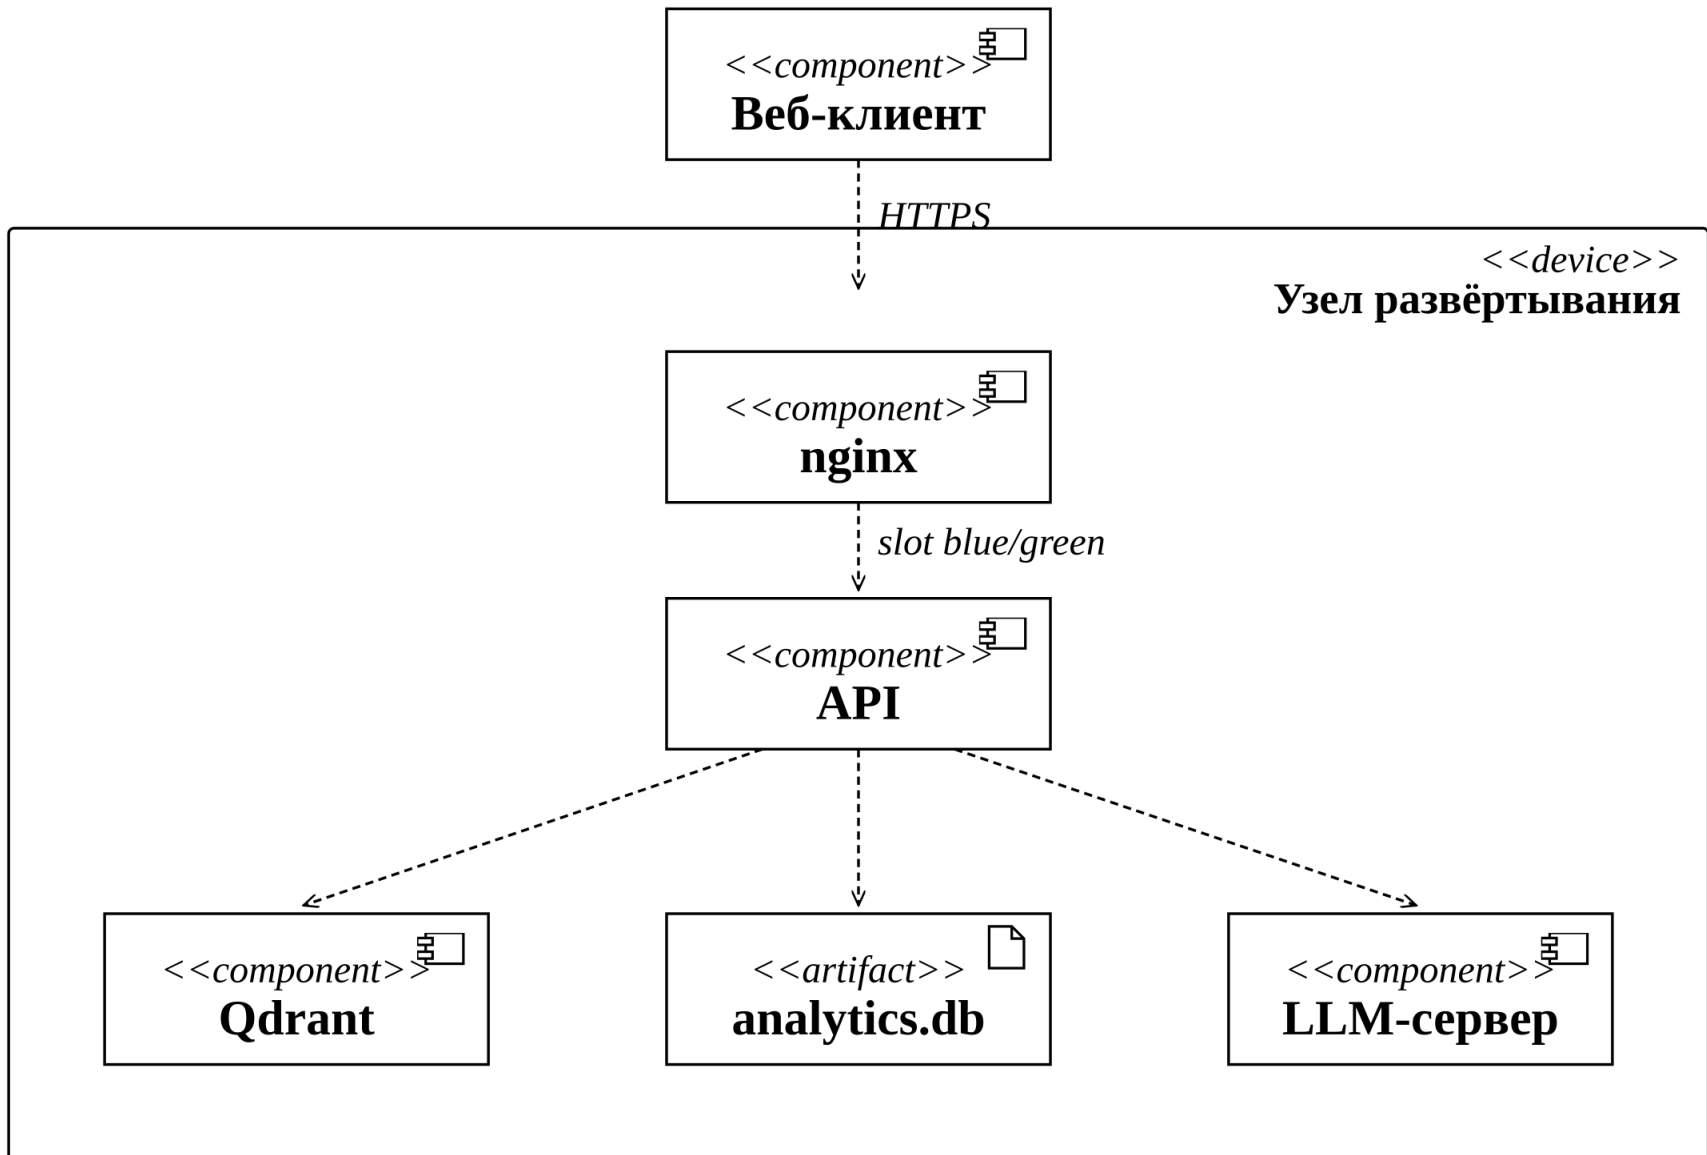 <<component>>
Веб-клиент
HTTPS
<<device>>
Узел развёртывания
<<component>>
nginx
slot blue/green
<<component>>
API
<<component>>
Qdrant
<<artifact>>
analytics.db
<<component>>
LLM-сервер